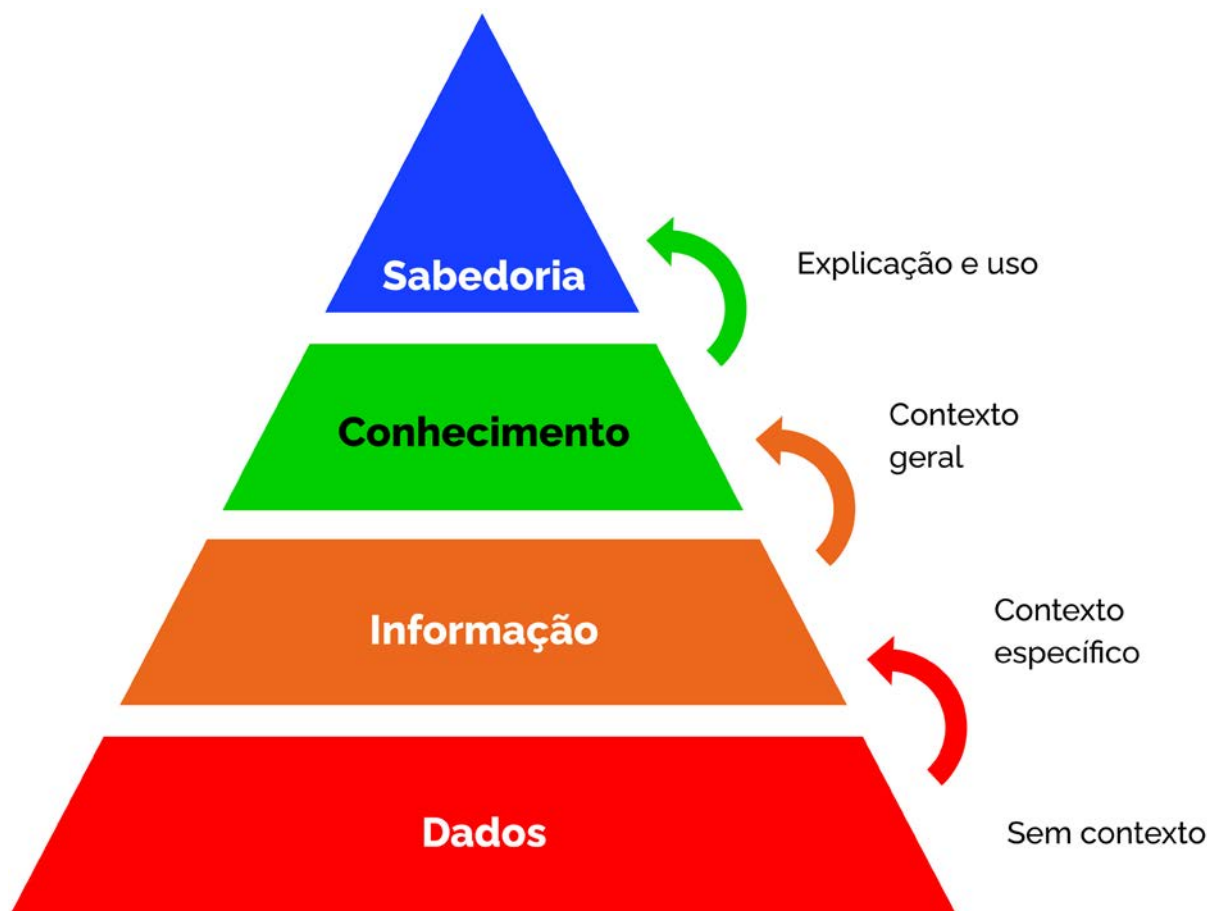 Sabedoria
Explicação e uso
Conhecimento
Contexto
geral
Informação
Contexto
específico
Dados
Sem contexto